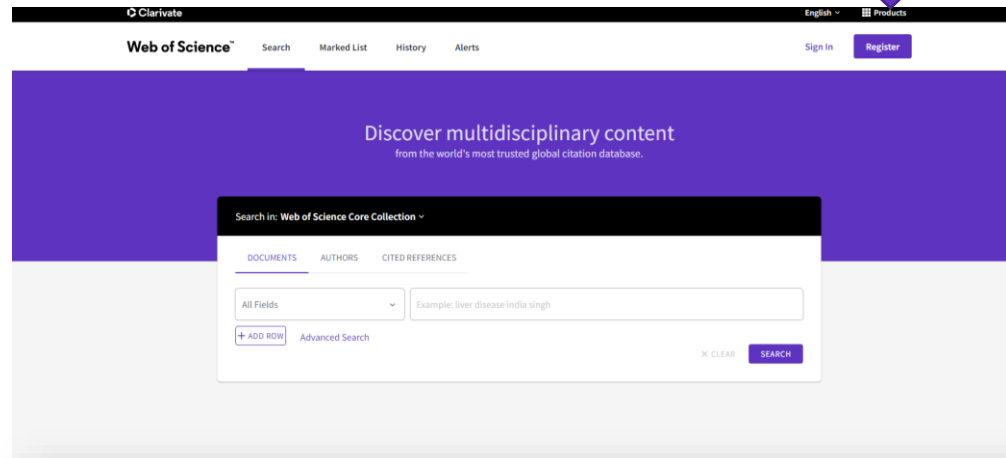 Clarivate
English
Products
Web of Science™
Search
Marked List
History
Alerts
Sign In
Register
Discover multidisciplinary content
from the world's most trusted global citation database.
Search in: Web of Science Core Collection
DOCUMENTS
AUTHORS
CITED REFERENCES
All Fields
Example: liver disease india singh
+ ADD ROW
Advanced Search
× CLEAR
SEARCH